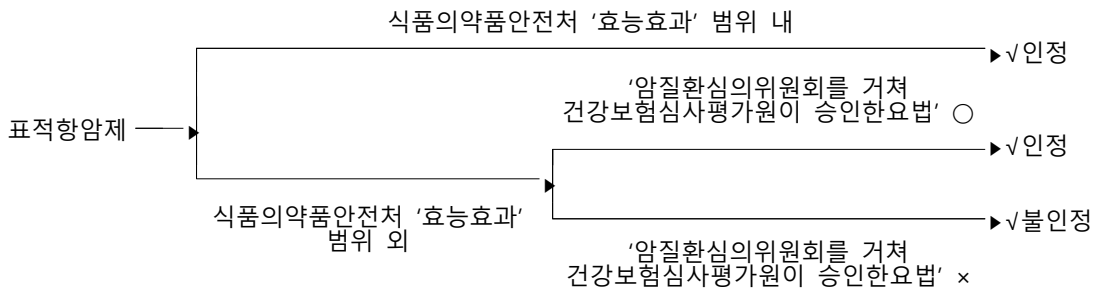 식품의약품안전처 '효능효과' 범위 내
√인정
'암질환심의위원회를 거쳐
건강보험심사평가원이 승인한요법' ○
표적항암제
√인정
식품의약품안전처 '효능효과'
범위 외
√불인정
'암질환심의위원회를 거쳐
건강보험심사평가원이 승인한요법' ×